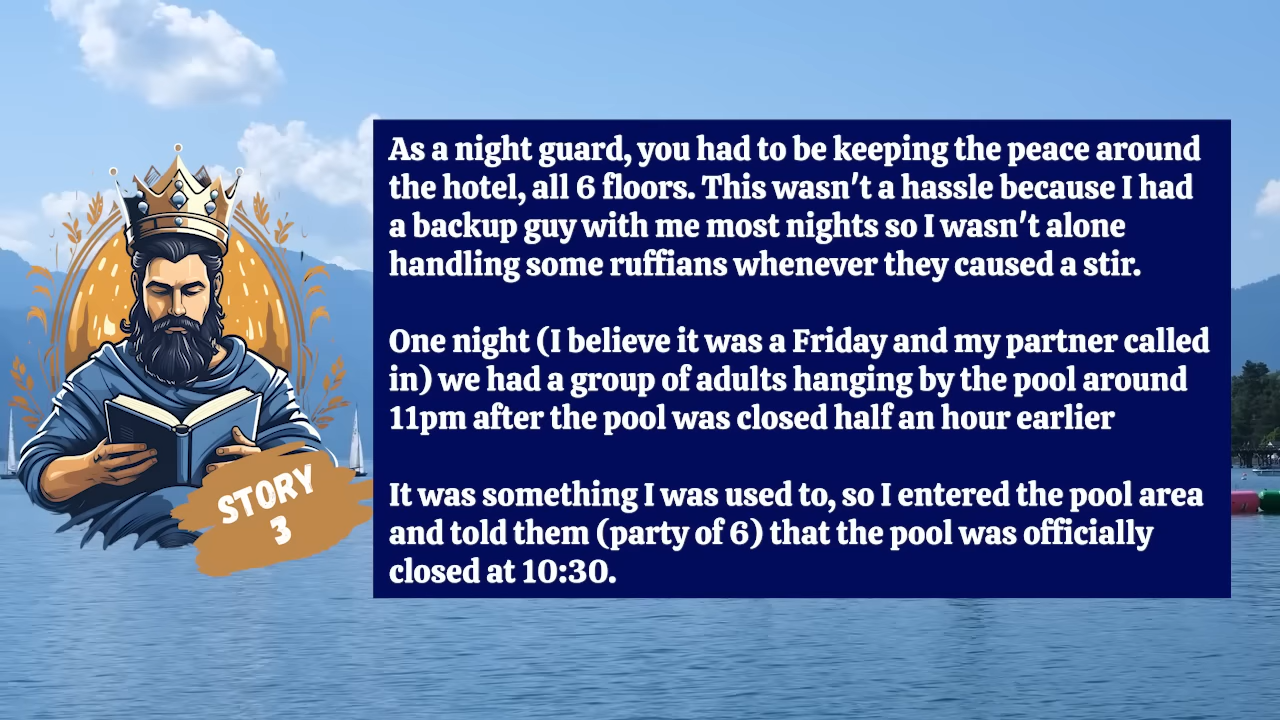 As a night guard, you had to be keeping the peace around
the hotel, all 6 floors. This wasn't a hassle because I had
a backup guy with me most nights so I wasn't alone
handling some ruffians whenever they caused a stir.
One night (I believe it was a Friday and my partner called
in) we had a group of adults hanging by the pool around
11pm after the pool was closed half an hour earlier
It was something I was used to, so I entered the pool area
and told them (party of 6) that the pool was officially
closed at 10:30.
STORY
3